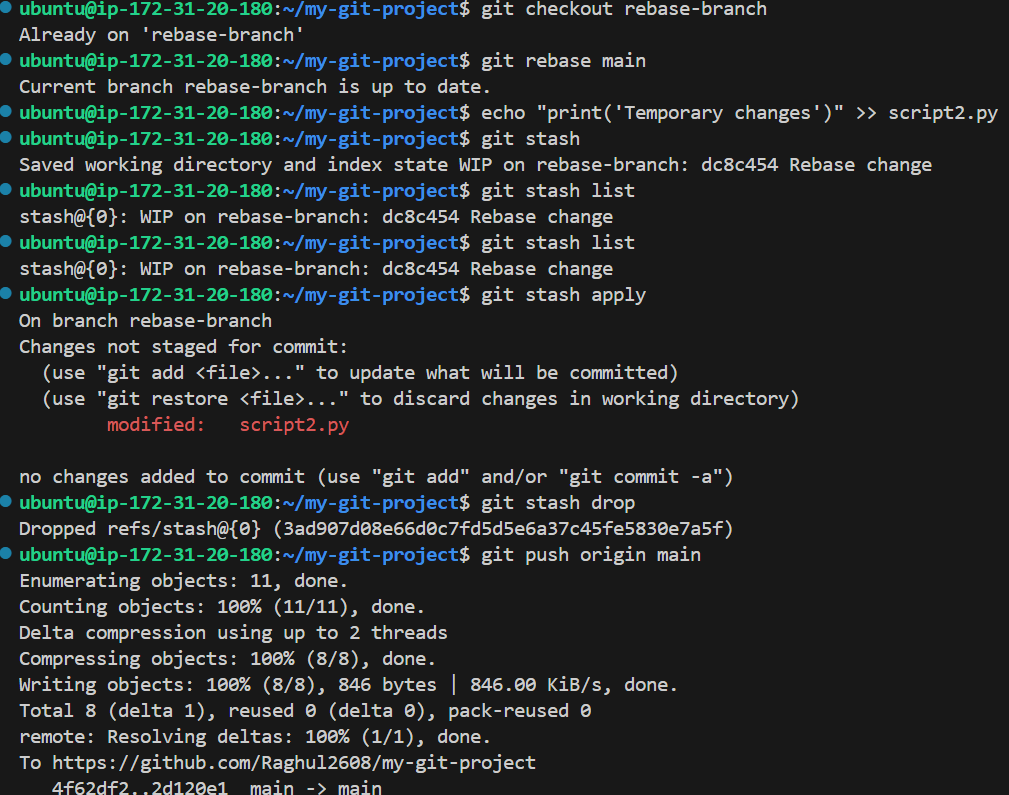 ubuntu@ip-172-31-20-180:~/my-git-project$ git checkout rebase-branch
Already on 'rebase-branch'
ubuntu@ip-172-31-20-180:~/my-git-project$ git rebase main
Current branch rebase-branch is up to date.
ubuntu@ip-172-31-20-180:~/my-git-project$ echo "print('Temporary changes')" >> script2.py
ubuntu@ip-172-31-20-180:~/my-git-project$ git stash
Saved working directory and index state WIP on rebase-branch: dc8c454 Rebase change
ubuntu@ip-172-31-20-180:~/my-git-project$ git stash list
stash@{0}: WIP on rebase-branch: dc8c454 Rebase change
ubuntu@ip-172-31-20-180:~/my-git-project$ git stash list
stash@{0}: WIP on rebase-branch: dc8c454 Rebase change
ubuntu@ip-172-31-20-180:~/my-git-project$ git stash apply
On branch rebase-branch
Changes not staged for commit:
  (use "git add <file>..." to update what will be committed)
  (use "git restore <file>..." to discard changes in working directory)
        modified:   script2.py

no changes added to commit (use "git add" and/or "git commit -a")
ubuntu@ip-172-31-20-180:~/my-git-project$ git stash drop
Dropped refs/stash@{0} (3ad907d08e66d0c7fd5d5e6a37c45fe5830e7a5f)
ubuntu@ip-172-31-20-180:~/my-git-project$ git push origin main
Enumerating objects: 11, done.
Counting objects: 100% (11/11), done.
Delta compression using up to 2 threads
Compressing objects: 100% (8/8), done.
Writing objects: 100% (8/8), 846 bytes | 846.00 KiB/s, done.
Total 8 (delta 1), reused 0 (delta 0), pack-reused 0
remote: Resolving deltas: 100% (1/1), done.
To https://github.com/Raghul2608/my-git-project
   4f62df2..2d120e1  main -> main